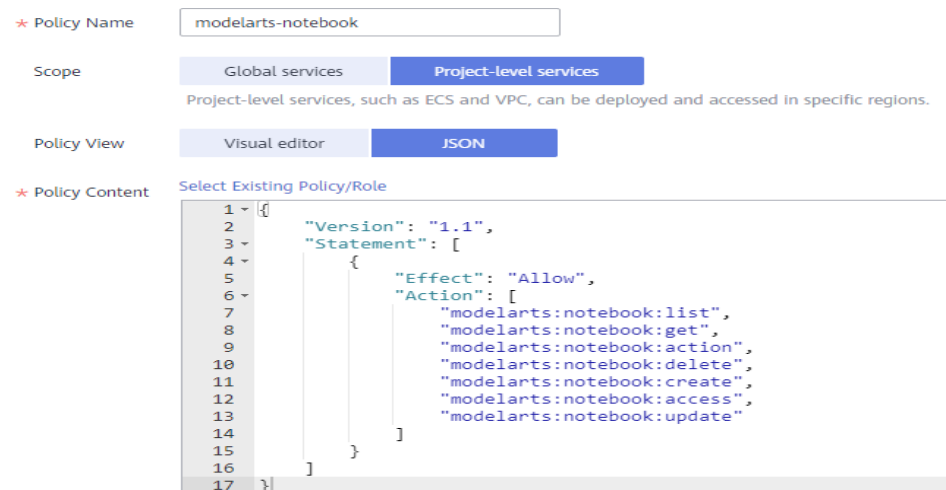 * Policy Name modelarts-notebook
Scope Global services Project-level services
Project-level services, such as ECS and VPC, can be deployed and accessed in specific regions.
Policy View Visual editor JSON
* Policy Content Select Existing Policy/Role
1 {
2 "Version": "1.1",
3 "Statement": [
4 {
5 "Effect": "Allow",
6 "Action": [
7 "modelarts:notebook:list",
8 "modelarts:notebook:get",
9 "modelarts:notebook:action",
10 "modelarts:notebook:delete",
11 "modelarts:notebook:create",
12 "modelarts:notebook:access",
13 "modelarts:notebook:update"
14 ]
15 }
16 ]
17 }